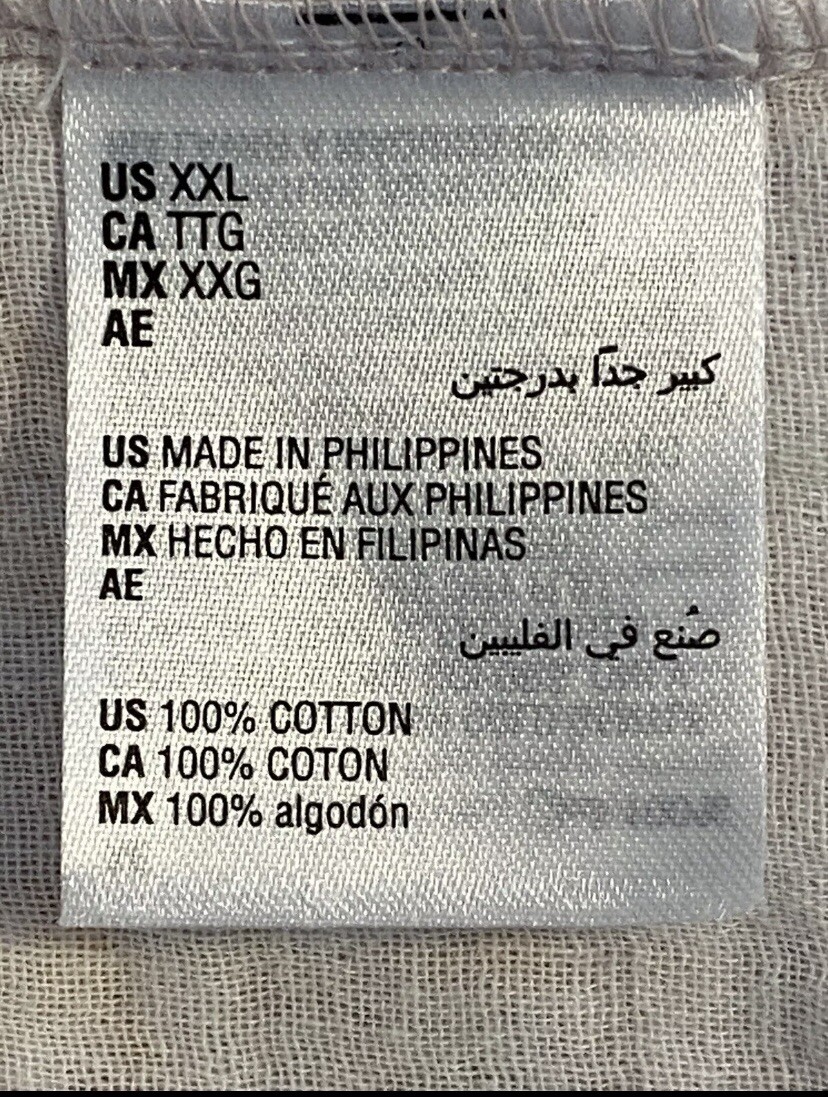 US XXL
CA TTG
MX XXG
AE
كبير جدًا بدرجتين
US MADE IN PHILIPPINES
CA FABRIQUÉ AUX PHILIPPINES
MX HECHO EN FILIPINAS
AE
صُنع في الفلبين
US 100% COTTON
CA 100% COTON
MX 100% algodón